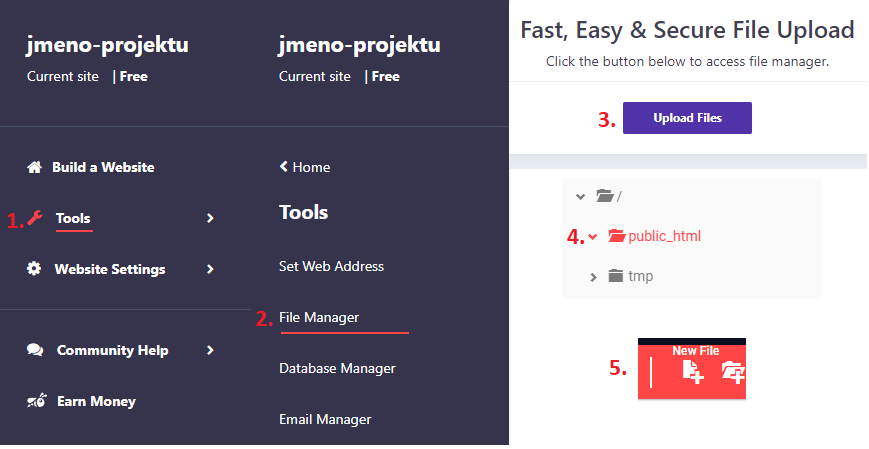 jmeno-projektu
Current site | Free
Build a Website
1. Tools
Website Settings
Community Help
Earn Money
jmeno-projektu
Current site | Free
Home
Tools
Set Web Address
2. File Manager
Database Manager
Email Manager
Fast, Easy & Secure File Upload
Click the button below to access file manager.
3. Upload Files
/
4. public_html
tmp
New File
5.